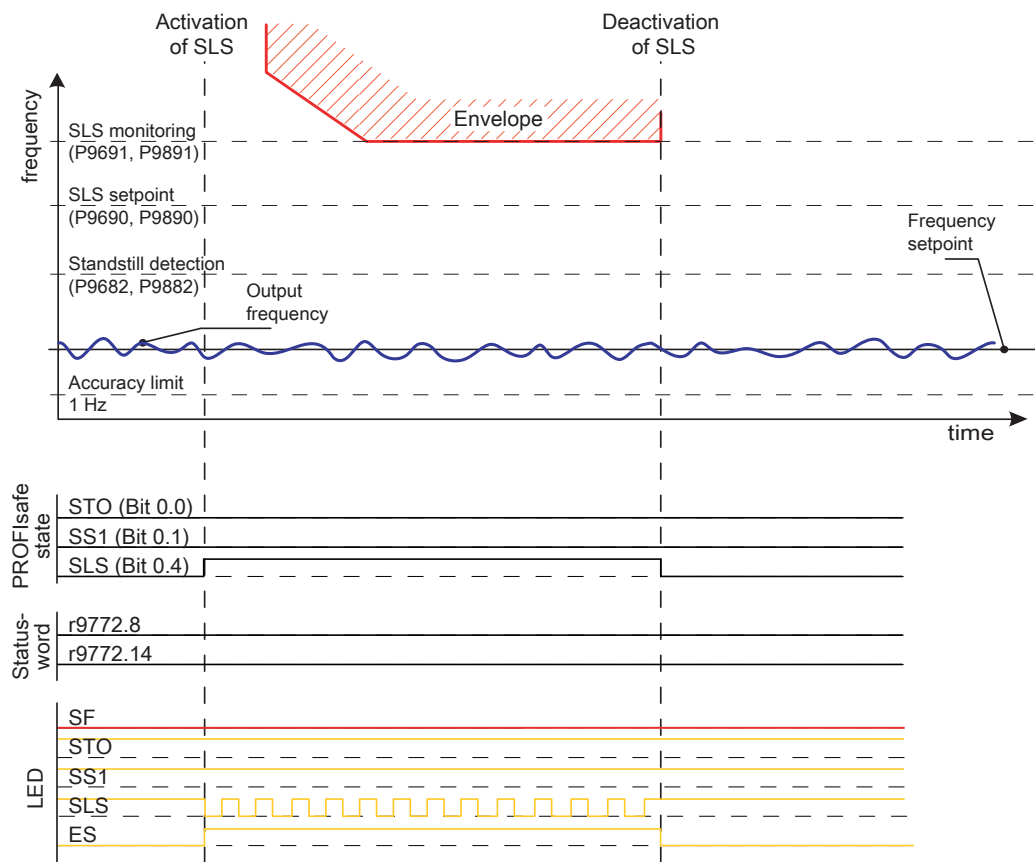 Activation
of SLS
Deactivation
of SLS
frequency
SLS monitoring
(P9691, P9891)
Envelope
SLS setpoint
(P9690, P9890)
Frequency
setpoint
Standstill detection
(P9682, P9882)
Output
frequency
Accuracy limit
1 Hz
time
PROFIsafe
state
STO (Bit 0.0)
SS1 (Bit 0.1)
SLS (Bit 0.4)
Status-
word
r9772.8
r9772.14
LED
SF
STO
SS1
SLS
ES